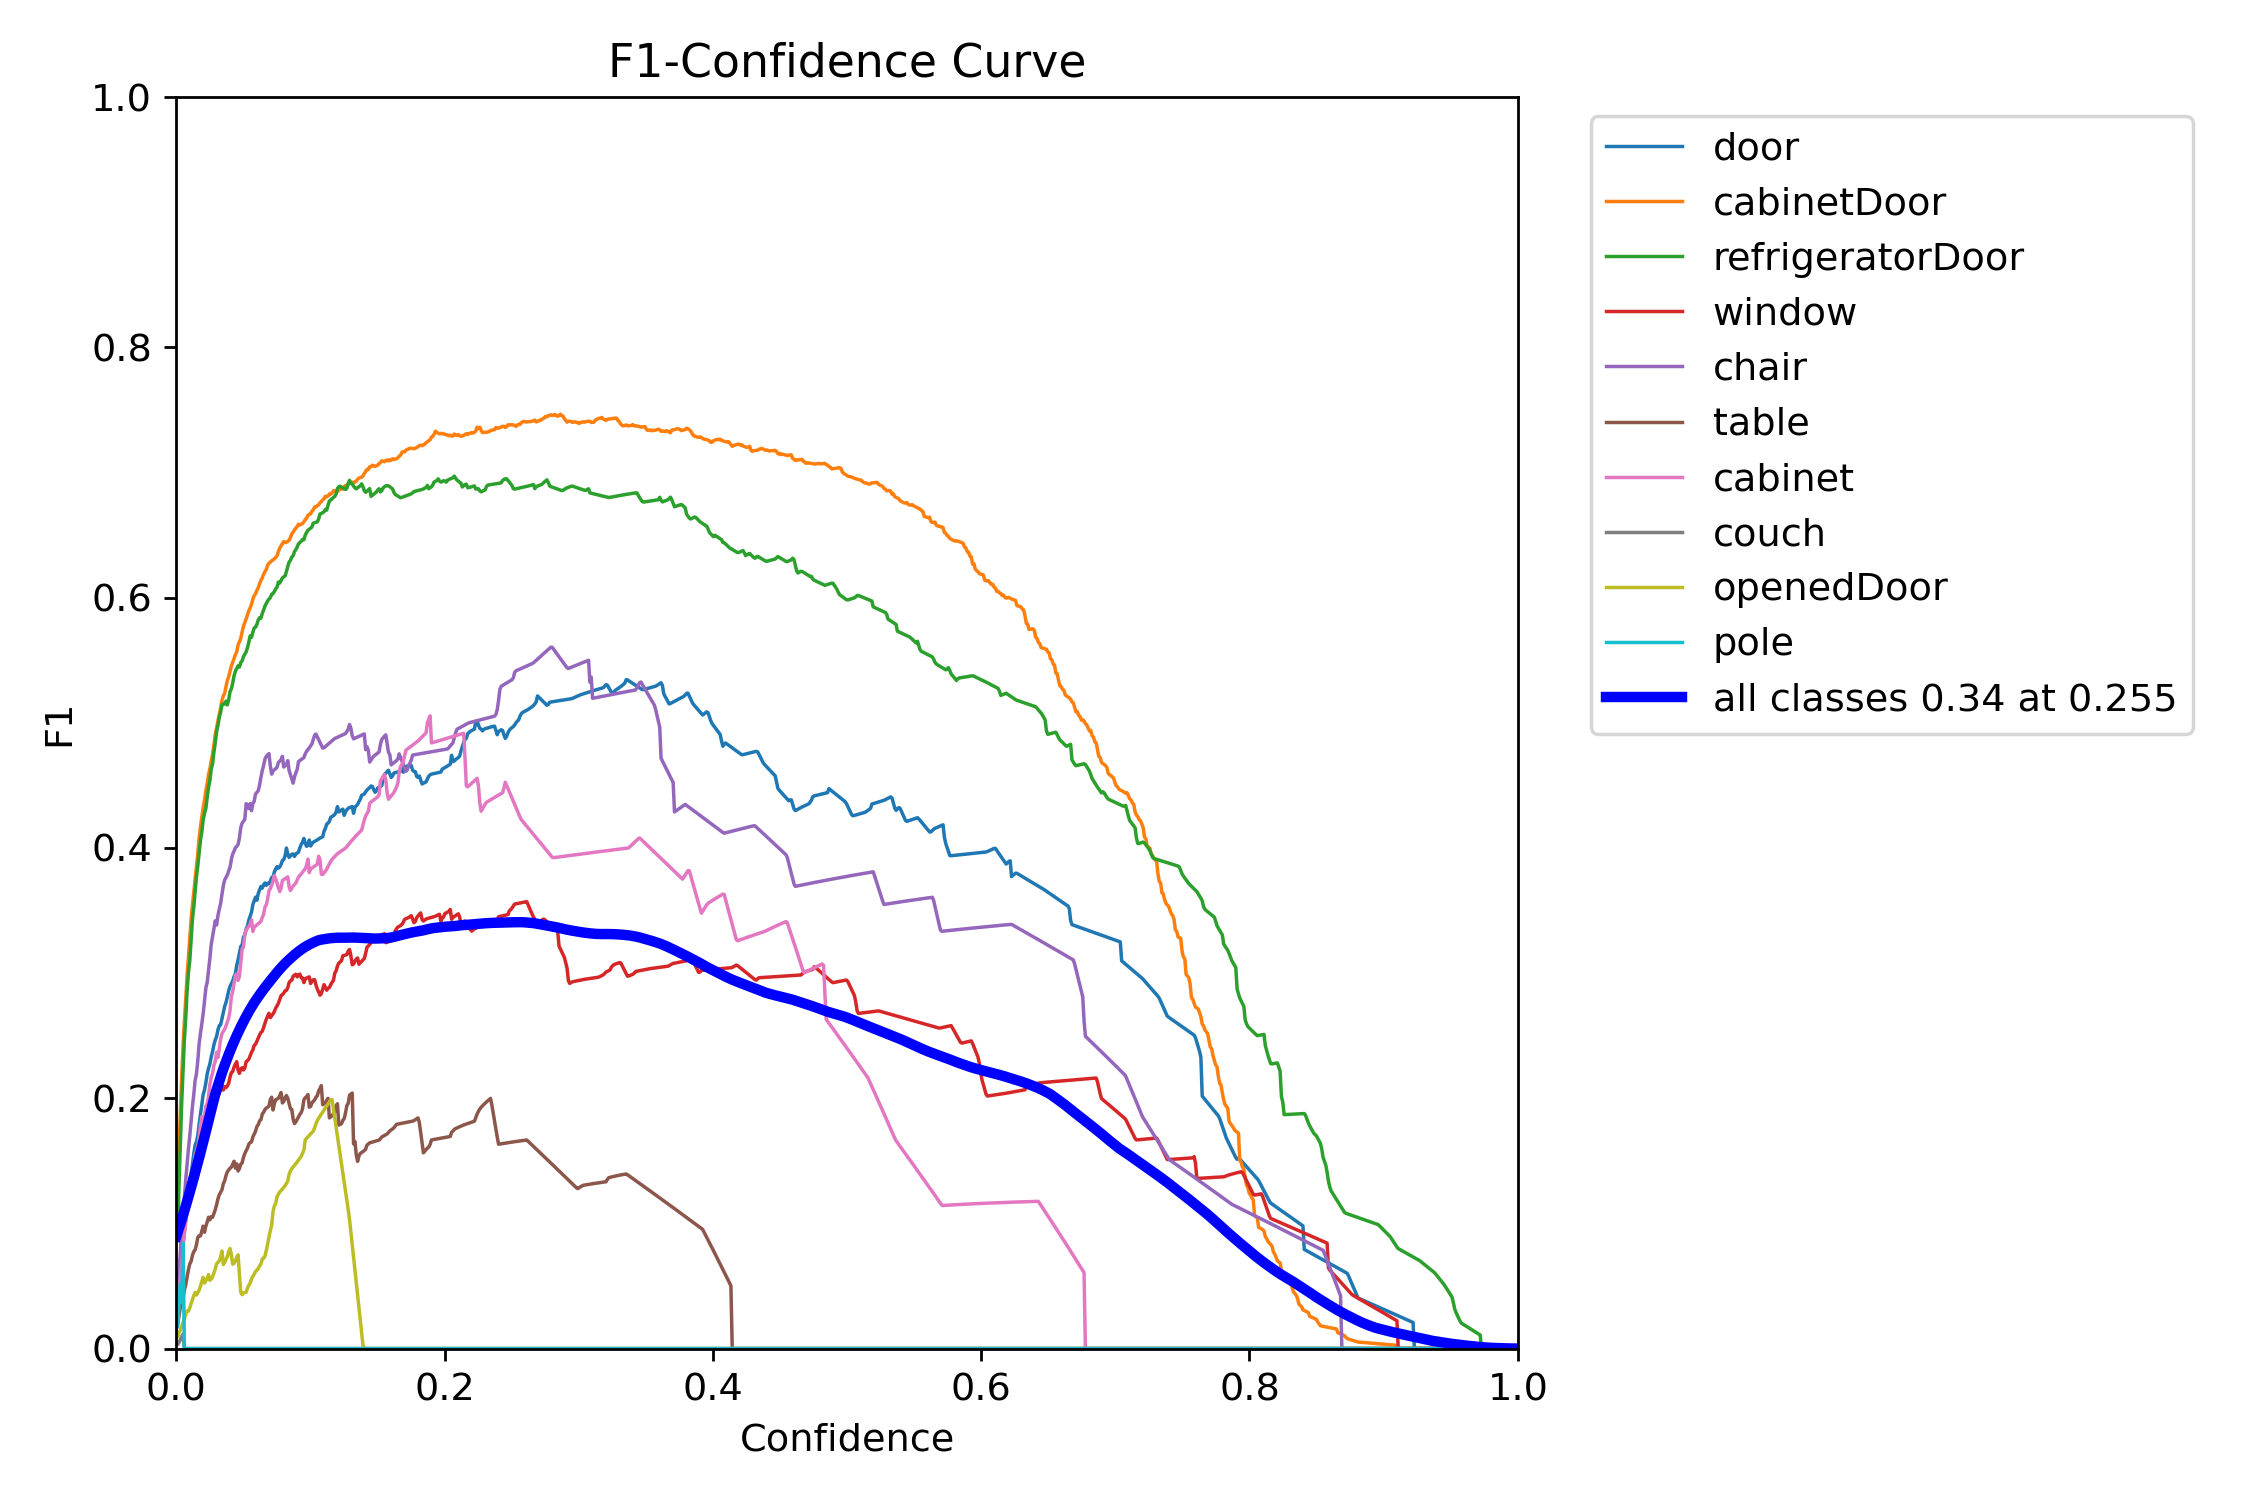 F1-Confidence Curve
1.0
0.8
0.6
0.4
0.2
0.0
F1
0.0 0.2 0.4 0.6 0.8 1.0
Confidence
door
cabinetDoor
refrigeratorDoor
window
chair
table
cabinet
couch
openedDoor
pole
all classes 0.34 at 0.255